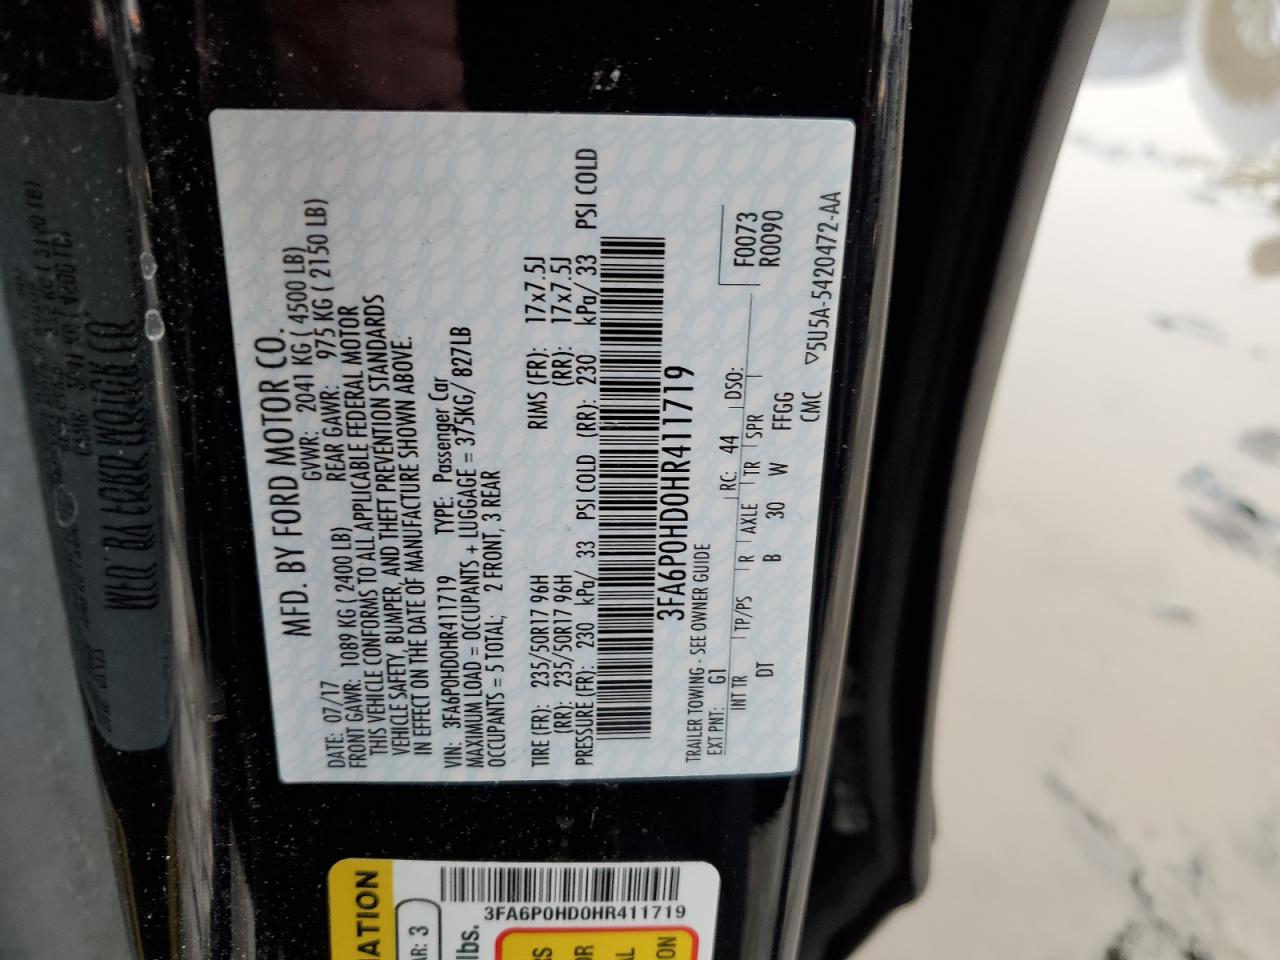 MFD. BY FORD MOTOR CO.
DATE: 07/17 GVWR: 2041 KG ( 4500 LB)
FRONT GAWR: 1089 KG ( 2400 LB) REAR GAWR: 975 KG ( 2150 LB)
THIS VEHICLE CONFORMS TO ALL APPLICABLE FEDERAL MOTOR
VEHICLE SAFETY, BUMPER, AND THEFT PREVENTION STANDARDS
IN EFFECT ON THE DATE OF MANUFACTURE SHOWN ABOVE.
VIN: 3FA6P0HD0HR411719 TYPE: Passenger Car
MAXIMUM LOAD = OCCUPANTS + LUGGAGE = 375KG/ 827LB
OCCUPANTS = 5 TOTAL; 2 FRONT, 3 REAR
TIRE (FR): 235/50R17 96H RIMS (FR): 17x7.5J
(RR): 235/50R17 96H (RR): 17x7.5J
PRESSURE (FR): 230 kPa/ 33 PSI COLD (RR): 230 kPa/ 33 PSI COLD
3FA6P0HD0HR411719
TRAILER TOWING - SEE OWNER GUIDE
EXT PNT: G1 RC: 44 DSO: F0073
R0090
INT TR TP/PS R AXLE TR SPR
DT B 30 W FFGG
CMC ▽5U5A-5420472-AA
3FA6P0HD0HR411719
ATION
AR: 3
lbs.
RS
OR
AL
ON